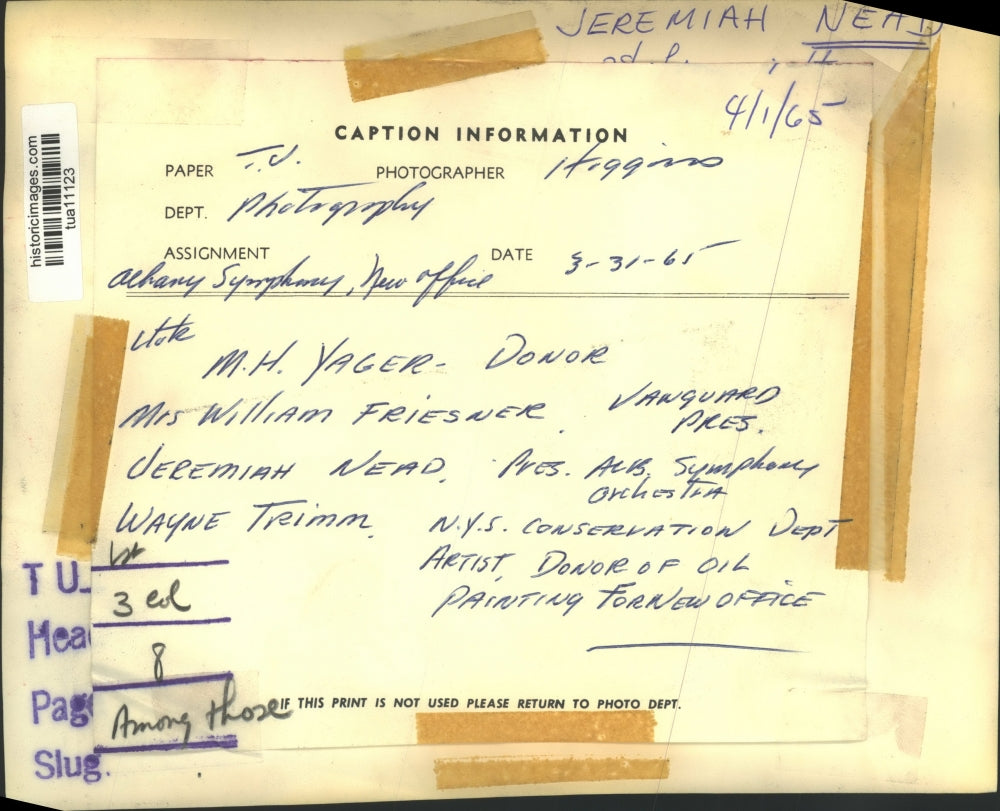 JEREMIAH NEAD
4/1/65
historicimages.com
tua11123
CAPTION INFORMATION
PAPER T.U. PHOTOGRAPHER Higgins
DEPT. Photography
ASSIGNMENT DATE 3-31-65
Albany Symphony, New office
M.H. YAGER- DONOR
Mrs William FRIESNER VANGUARD
PRES.
JEREMIAH NEAD, Pres. ALB. Symphony
Orchestra
WAYNE TRIMM, N.Y.S. CONSERVATION DEPT
ARTIST, DONOR OF OIL
PAINTING FOR NEW OFFICE
T U
3 col
Hea
8
Page
Among those
IF THIS PRINT IS NOT USED PLEASE RETURN TO PHOTO DEPT.
Slug.